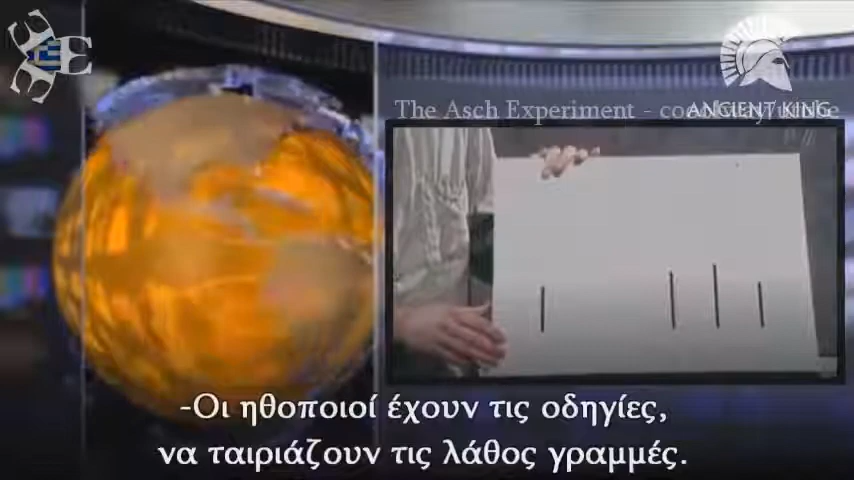 The Asch Experiment -
ANCIENT KING
-Οι ηθοποιοί έχουν τις οδηγίες,
να ταιριάζουν τις λάθος γραμμές.